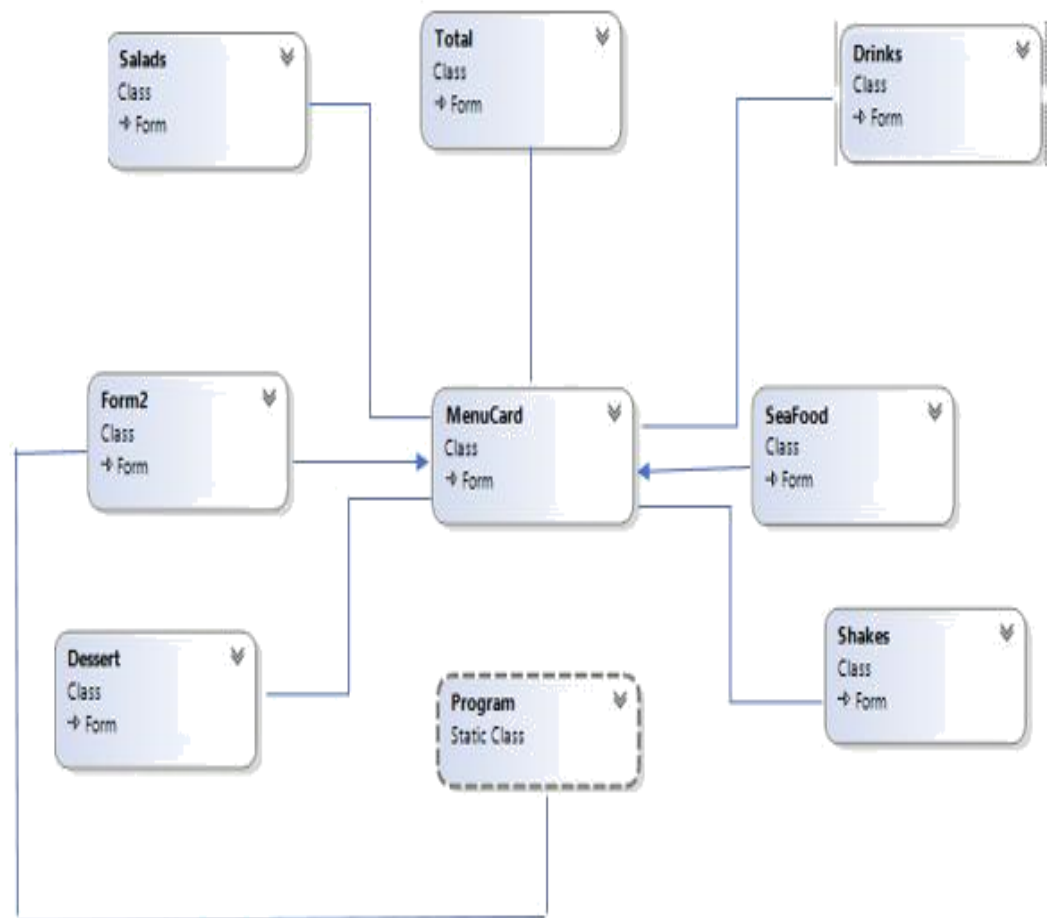 Salads
Class
Form
Total
Class
Form
Drinks
Class
Form
Form2
Class
Form
MenuCard
Class
Form
SeaFood
Class
Form
Dessert
Class
Form
Program
Static Class
Shakes
Class
Form